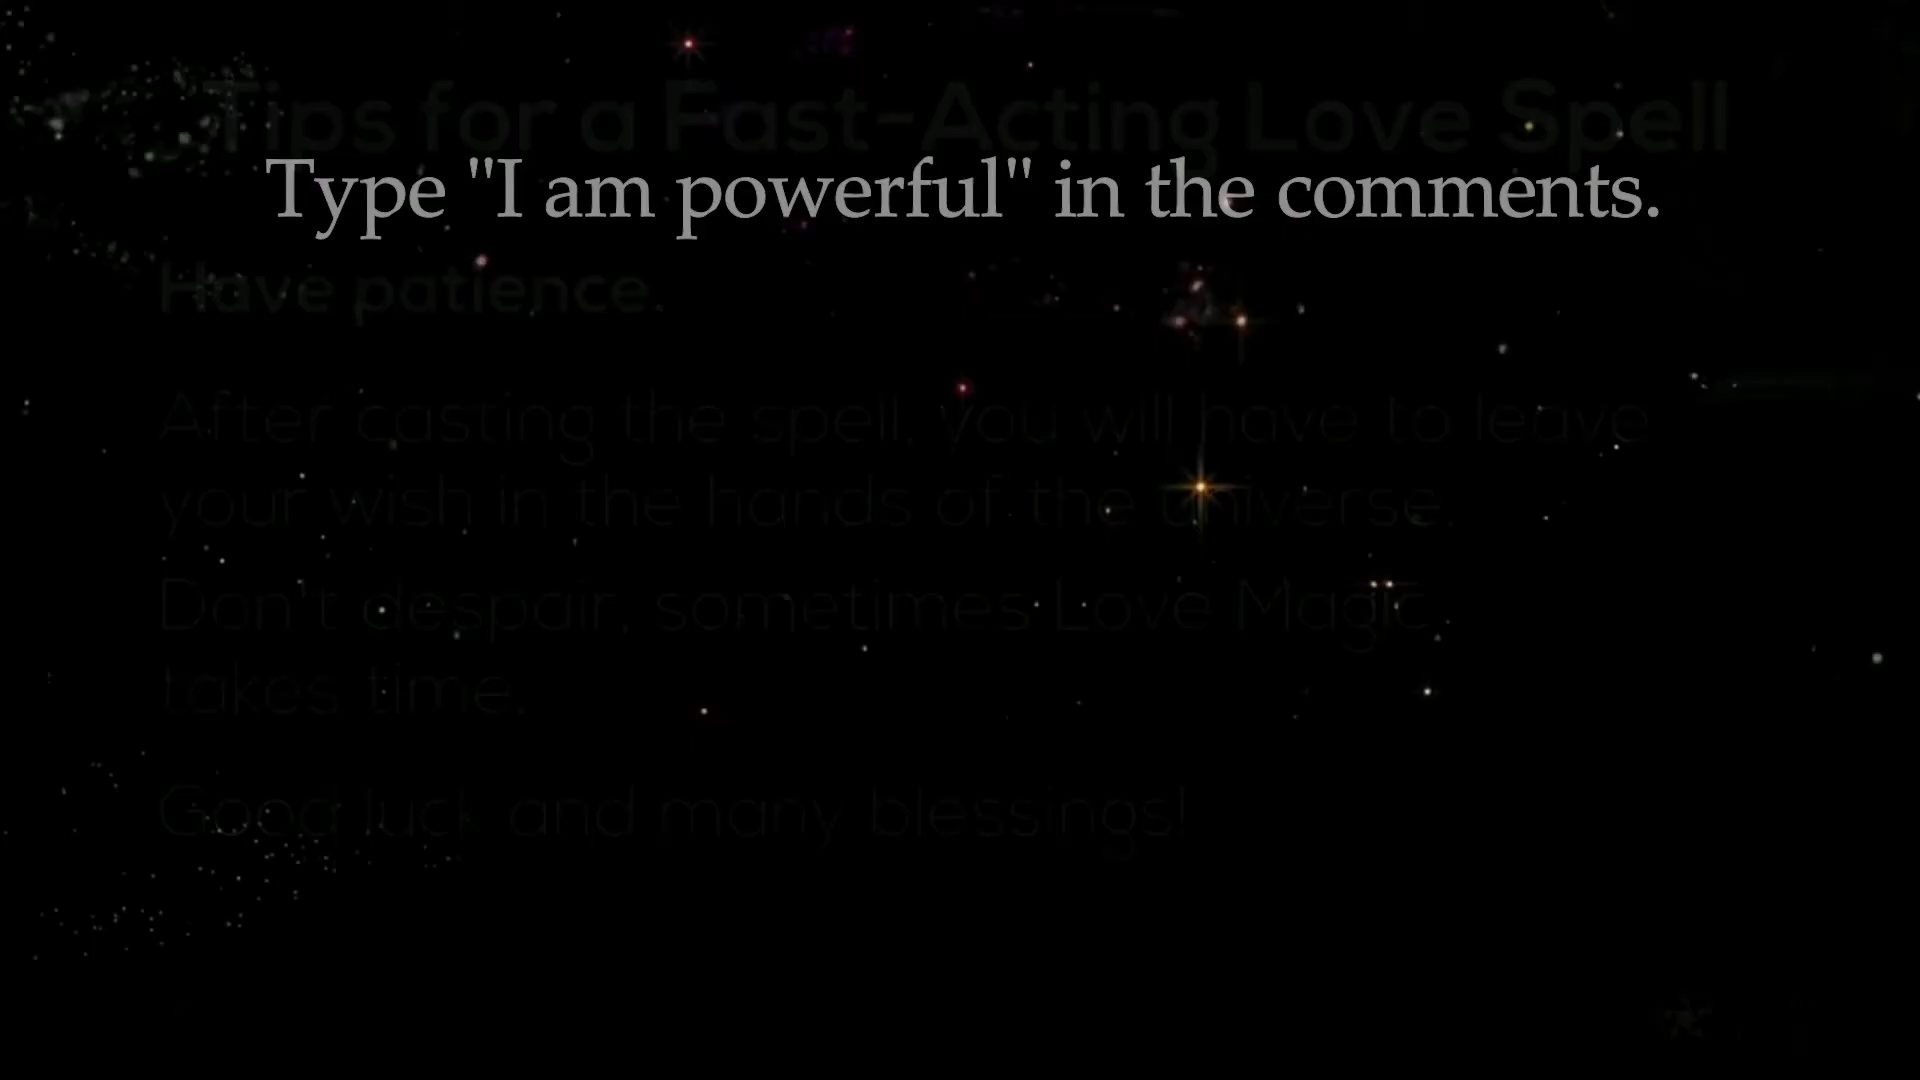 Tips for a Fast-Acting Love Spell
Type "I am powerful" in the comments.
Have patience.
After casting the spell, you will have to leave
your wish in the hands of the universe.
Don't despair, sometimes Love Magic
takes time.
Good luck and many blessings!